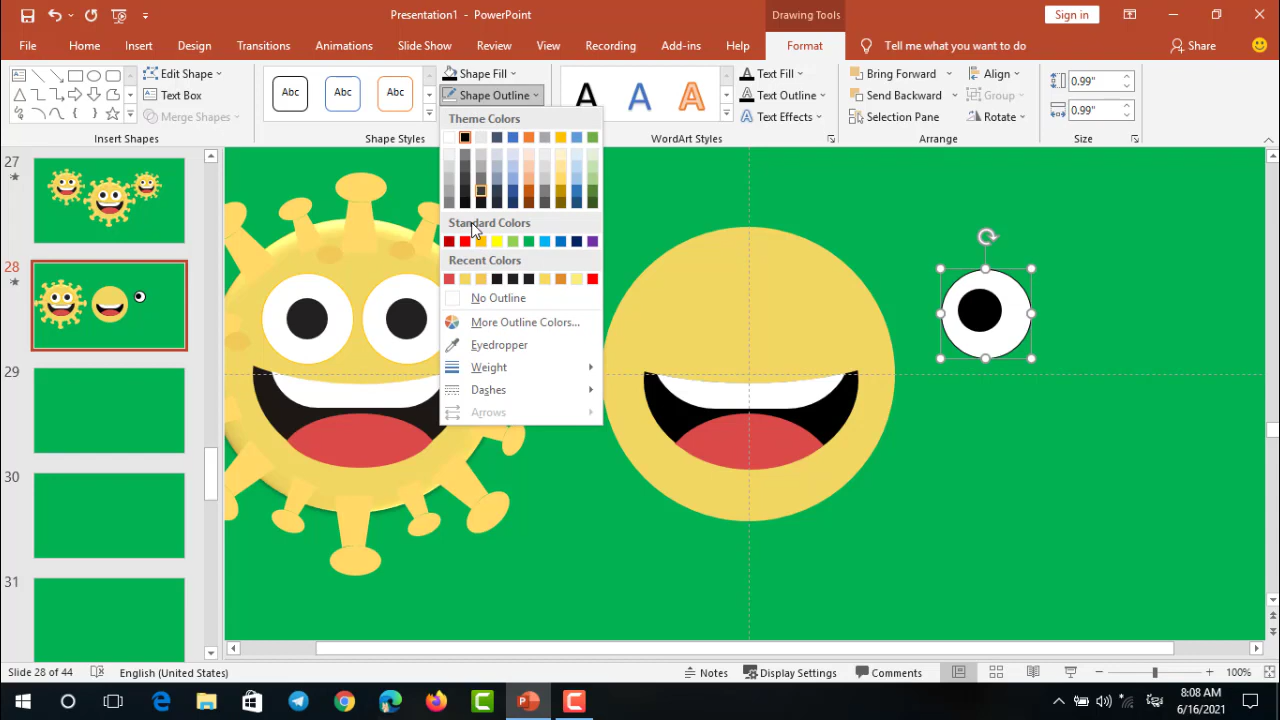 Presentation1 - PowerPoint
Drawing Tools
Sign in
File
Home
Insert
Design
Transitions
Animations
Slide Show
Review
View
Recording
Add-ins
Help
Format
Tell me what you want to do
Share
Edit Shape
Text Box
Merge Shapes
Insert Shapes
Abc
Abc
Abc
Shape Styles
Shape Fill
Shape Outline
A
A
A
WordArt Styles
Text Fill
Text Outline
Text Effects
Bring Forward
Send Backward
Selection Pane
Align
Group
Rotate
Arrange
0.99"
0.99"
Size
Theme Colors
Standard Colors
Recent Colors
No Outline
More Outline Colors...
Eyedropper
Weight
Dashes
Arrows
27
28
29
30
31
Slide 28 of 44
English (United States)
Notes
Display Settings
Comments
100%
8:08 AM
6/16/2021